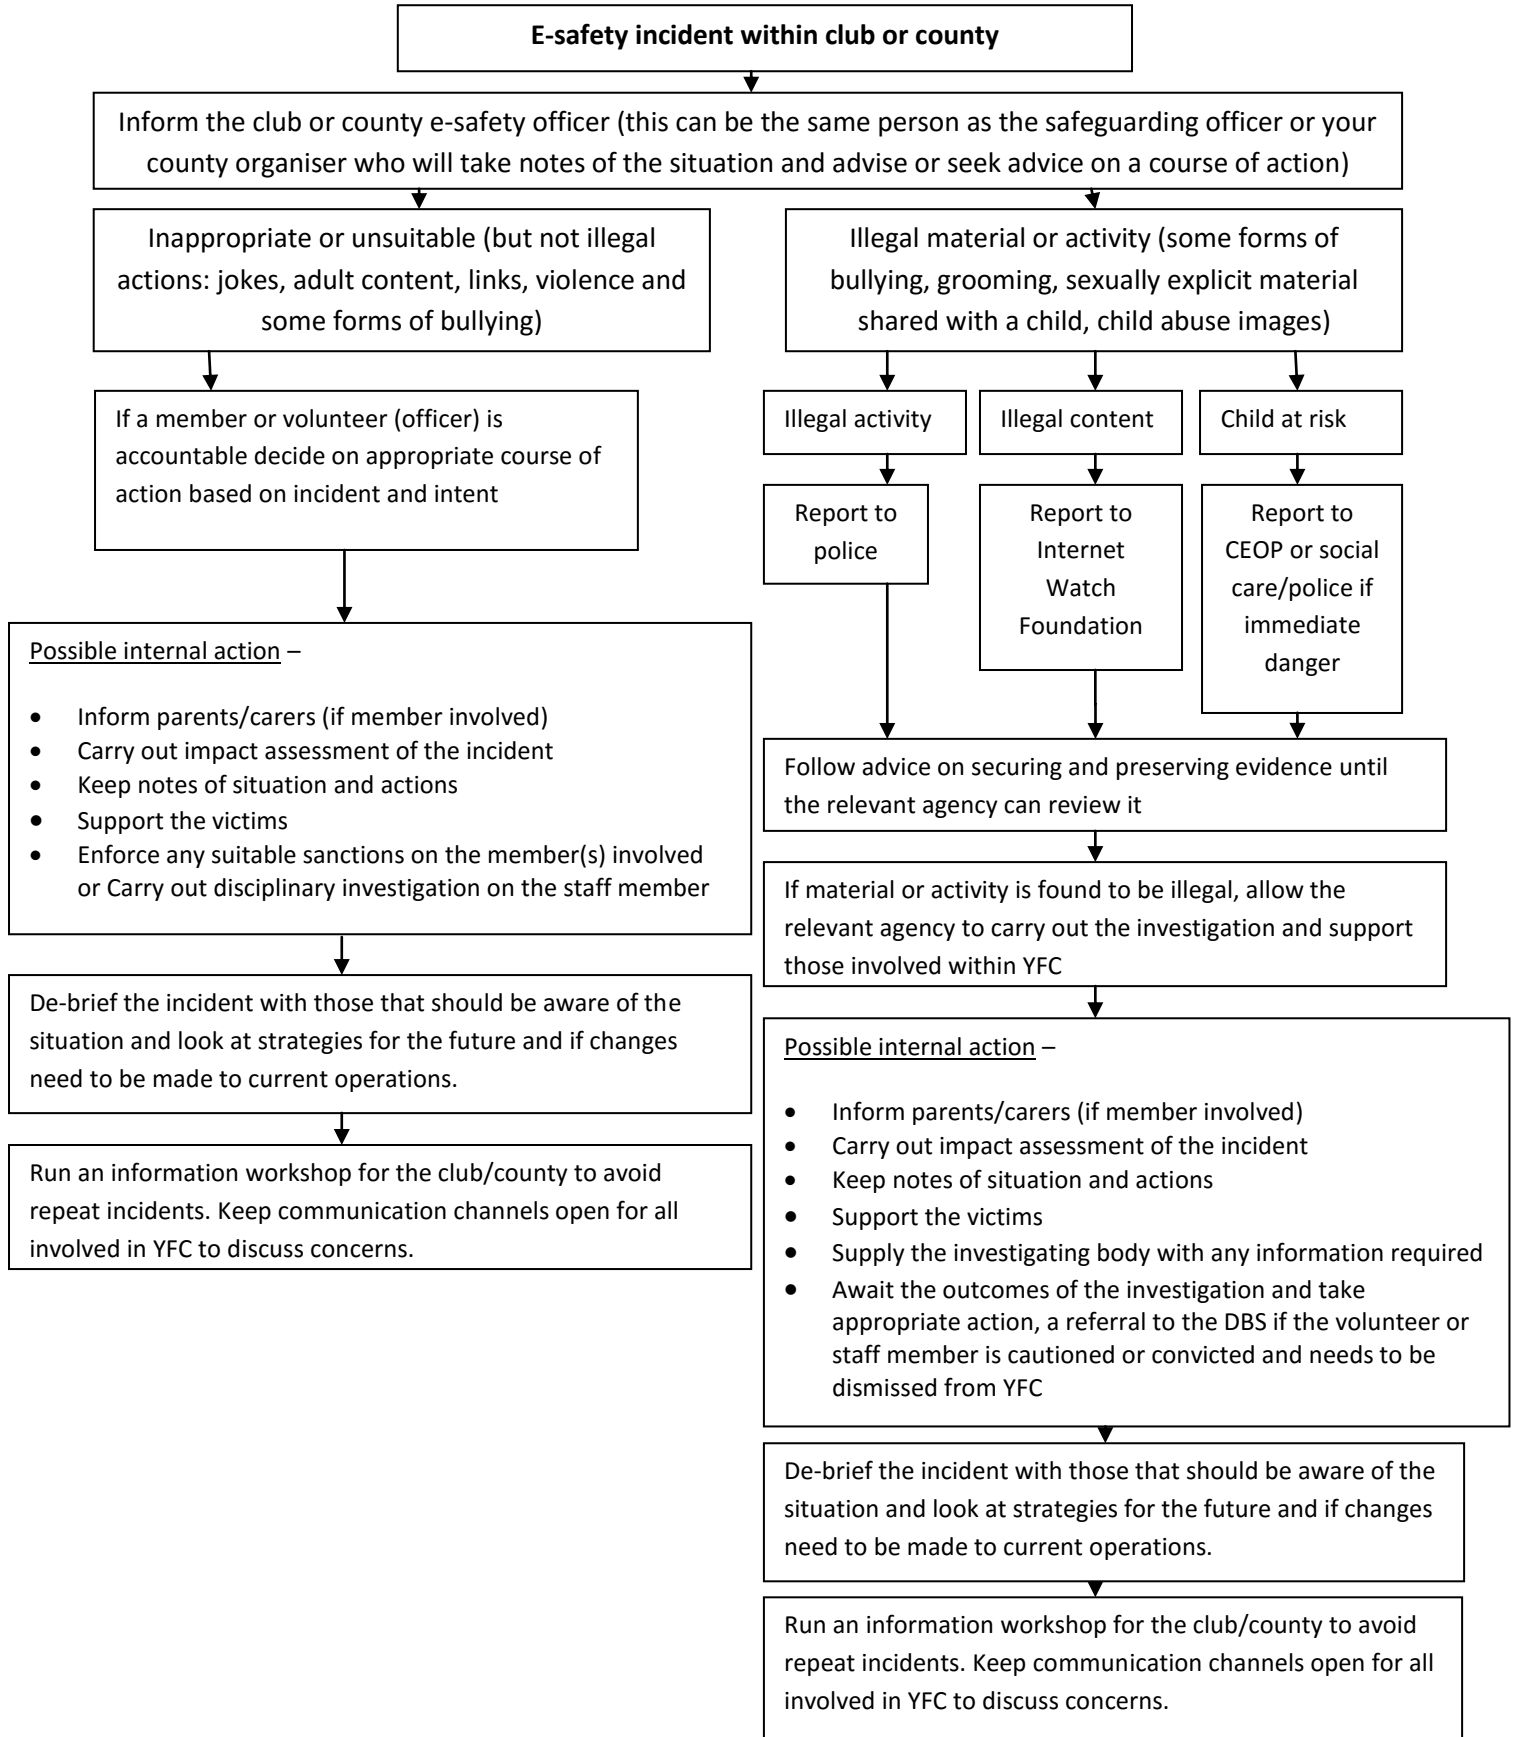 E-safety incident within club or county
Inform the club or county e-safety officer (this can be the same person as the safeguarding officer or your
county organiser who will take notes of the situation and advise or seek advice on a course of action)
Inappropriate or unsuitable (but not illegal
actions: jokes, adult content, links, violence and
some forms of bullying)
If a member or volunteer (officer) is
accountable decide on appropriate course of
action based on incident and intent
Possible internal action –
• Inform parents/carers (if member involved)
• Carry out impact assessment of the incident
• Keep notes of situation and actions
• Support the victims
• Enforce any suitable sanctions on the member(s) involved
or Carry out disciplinary investigation on the staff member
De-brief the incident with those that should be aware of the
situation and look at strategies for the future and if changes
need to be made to current operations.
Run an information workshop for the club/county to avoid
repeat incidents. Keep communication channels open for all
involved in YFC to discuss concerns.
Illegal material or activity (some forms of
bullying, grooming, sexually explicit material
shared with a child, child abuse images)
Illegal activity
Report to
police
Illegal content
Report to
Internet
Watch
Foundation
Child at risk
Report to
CEOP or social
care/police if
immediate
danger
Follow advice on securing and preserving evidence until
the relevant agency can review it
If material or activity is found to be illegal, allow the
relevant agency to carry out the investigation and support
those involved within YFC
Possible internal action –
• Inform parents/carers (if member involved)
• Carry out impact assessment of the incident
• Keep notes of situation and actions
• Support the victims
• Supply the investigating body with any information required
• Await the outcomes of the investigation and take
appropriate action, a referral to the DBS if the volunteer or
staff member is cautioned or convicted and needs to be
dismissed from YFC
De-brief the incident with those that should be aware of the
situation and look at strategies for the future and if changes
need to be made to current operations.
Run an information workshop for the club/county to avoid
repeat incidents. Keep communication channels open for all
involved in YFC to discuss concerns.